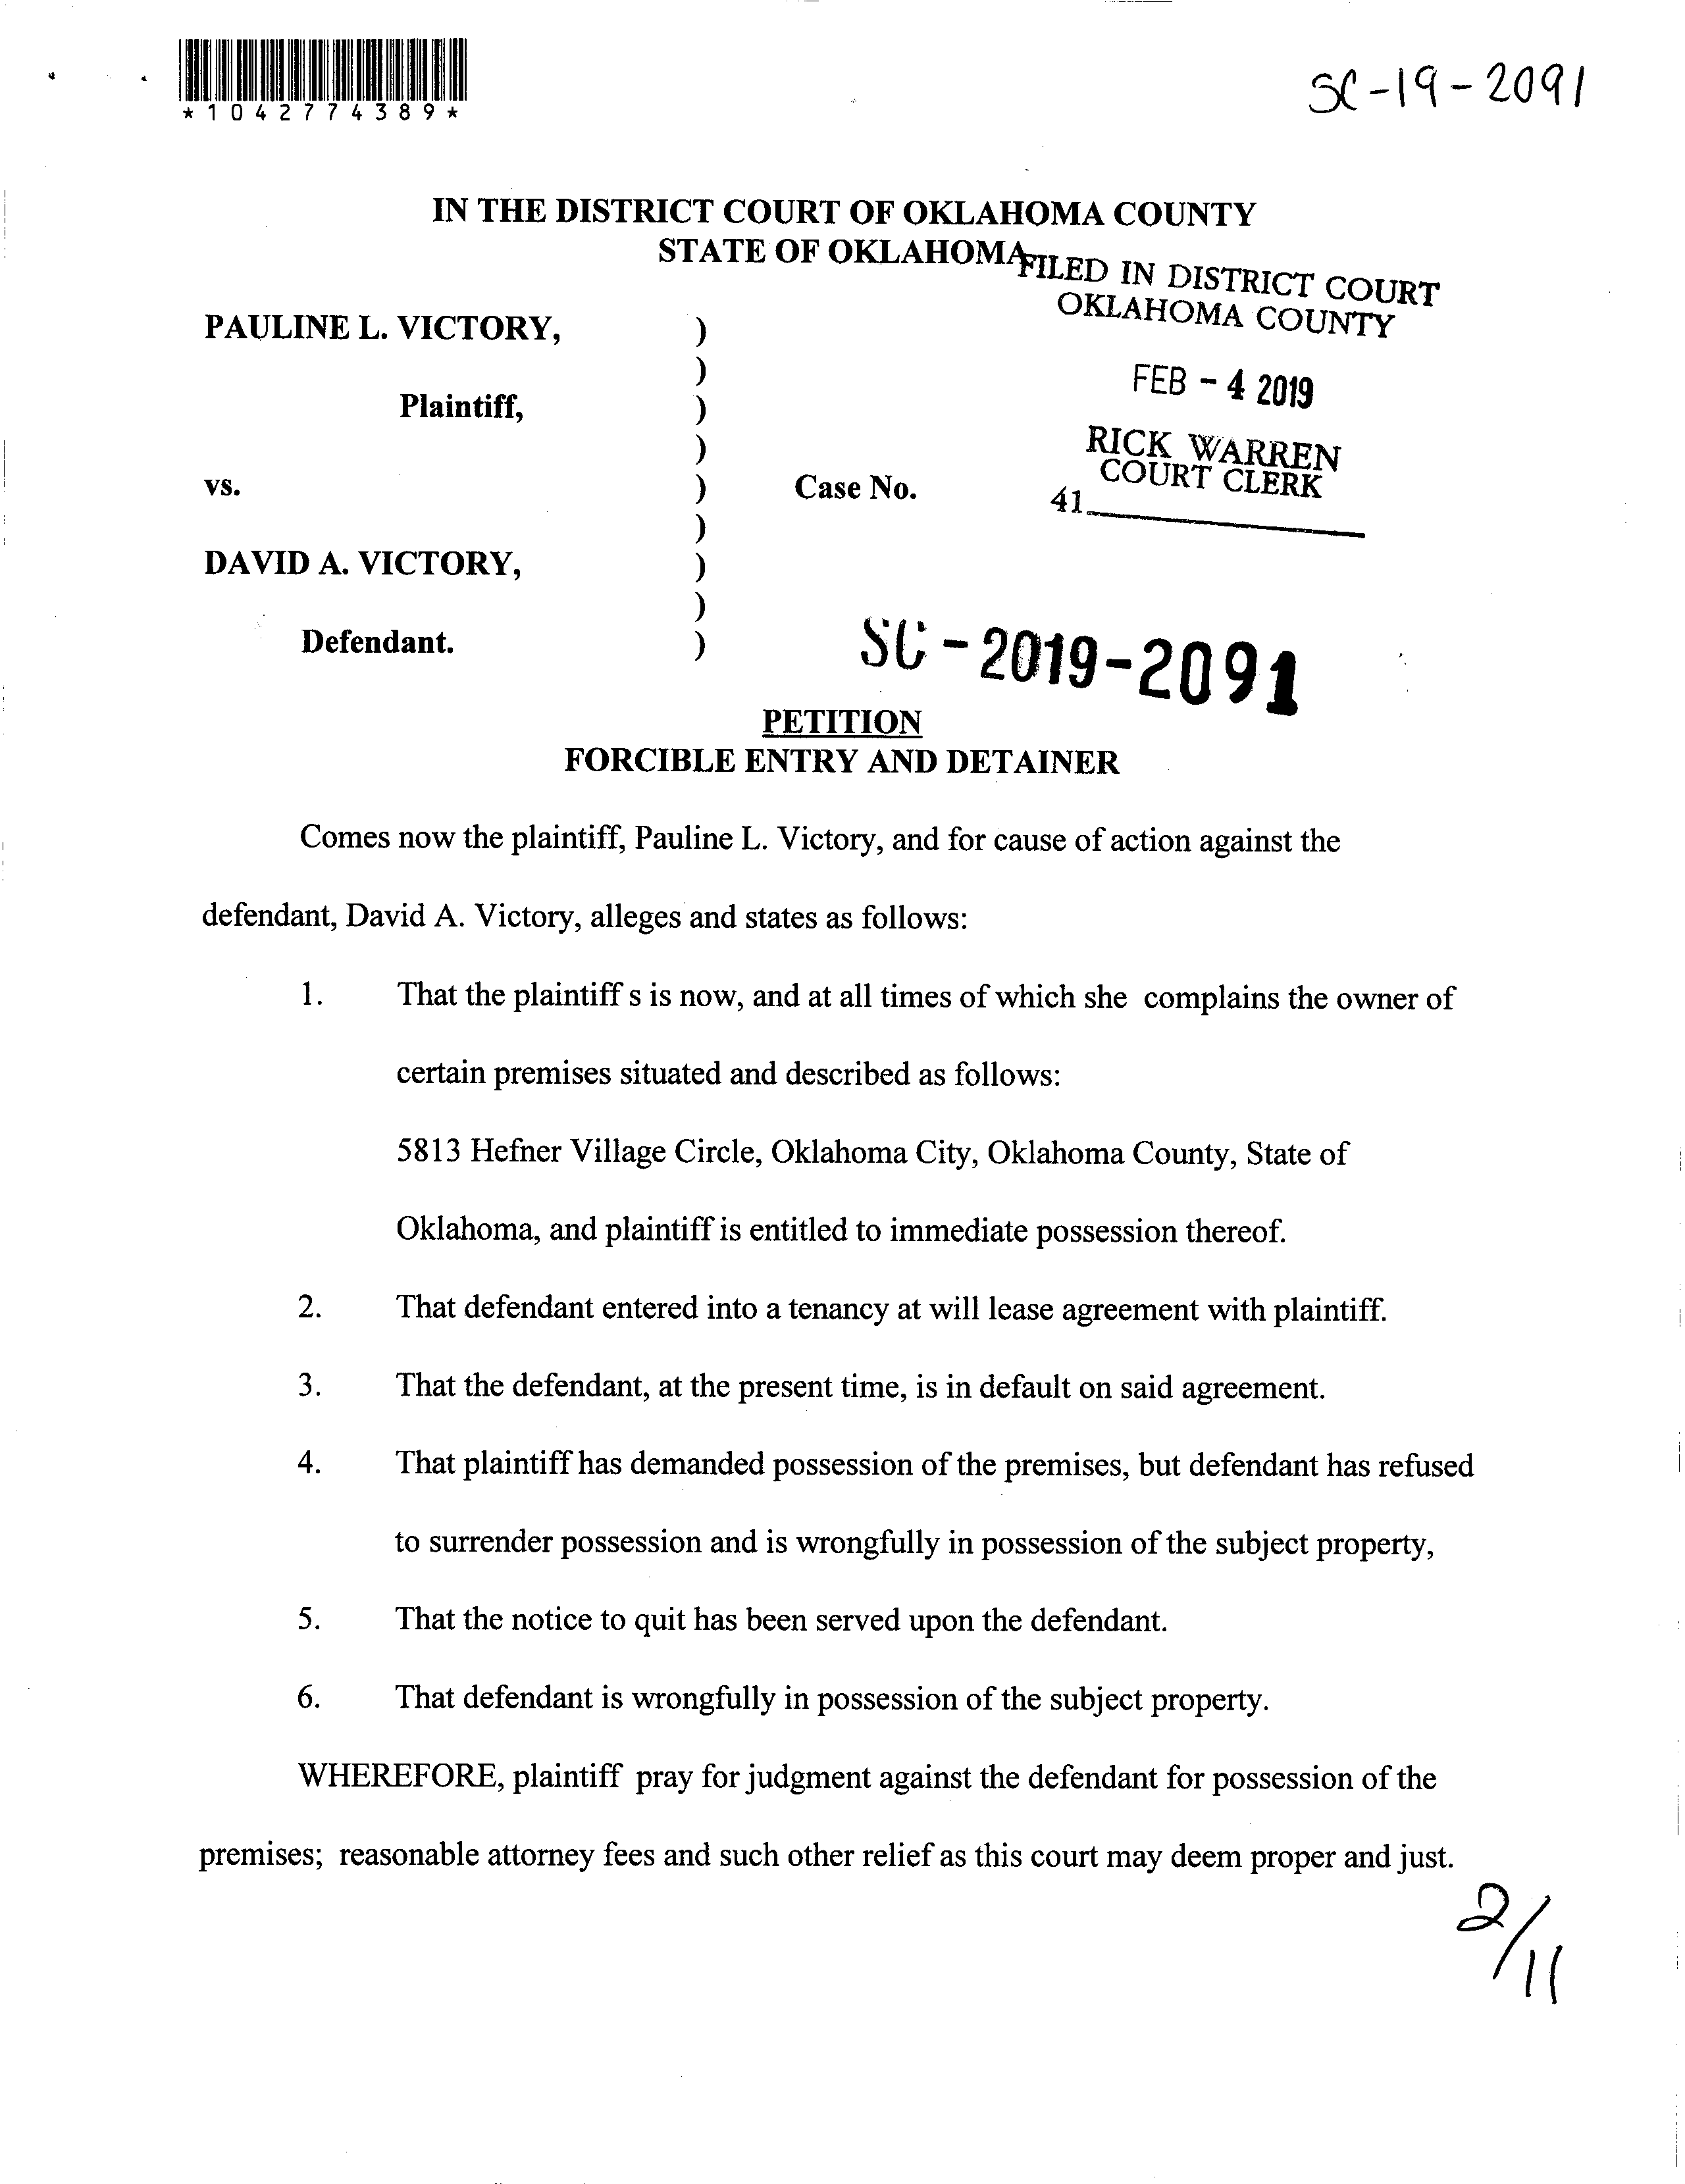 *1042774389*
SC-19-2091
IN THE DISTRICT COURT OF OKLAHOMA COUNTY
STATE OF OKLAHOMA
FILED IN DISTRICT COURT
OKLAHOMA COUNTY
FEB - 4 2019
RICK WARREN
COURT CLERK
41
PAULINE L. VICTORY, )
)
Plaintiff, )
)
vs. ) Case No.
)
DAVID A. VICTORY, )
)
Defendant. )
SC - 2019-2091
PETITION
FORCIBLE ENTRY AND DETAINER
Comes now the plaintiff, Pauline L. Victory, and for cause of action against the
defendant, David A. Victory, alleges and states as follows:
1. That the plaintiff s is now, and at all times of which she complains the owner of
certain premises situated and described as follows:
5813 Hefner Village Circle, Oklahoma City, Oklahoma County, State of
Oklahoma, and plaintiff is entitled to immediate possession thereof.
2. That defendant entered into a tenancy at will lease agreement with plaintiff.
3. That the defendant, at the present time, is in default on said agreement.
4. That plaintiff has demanded possession of the premises, but defendant has refused
to surrender possession and is wrongfully in possession of the subject property,
5. That the notice to quit has been served upon the defendant.
6. That defendant is wrongfully in possession of the subject property.
WHEREFORE, plaintiff pray for judgment against the defendant for possession of the
premises; reasonable attorney fees and such other relief as this court may deem proper and just.
2/11